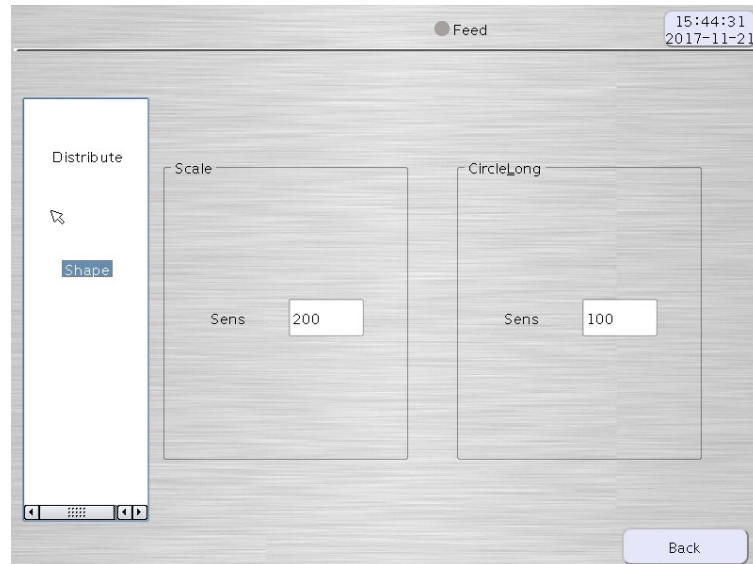 Feed
15:44:31
2017-11-21
Distribute
Shape
Scale
Sens 200
CircleLong
Sens 100
Back